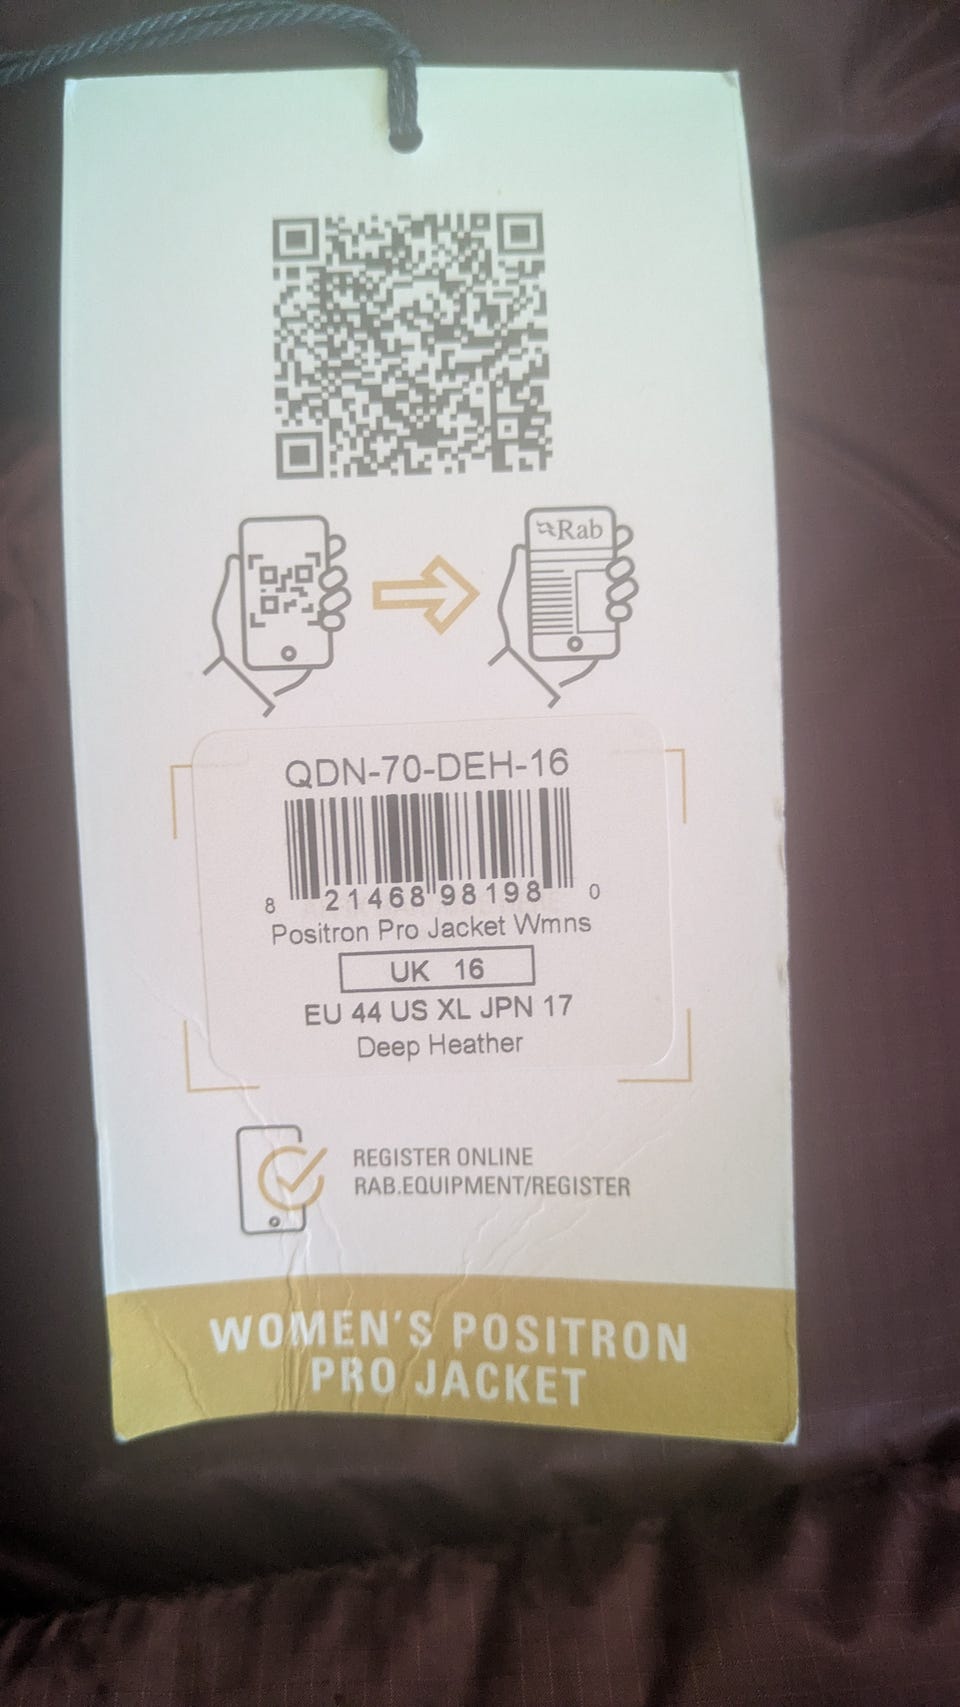 Rab
QDN-70-DEH-16
8 21468 98198 0
Positron Pro Jacket Wmns
UK 16
EU 44 US XL JPN 17
Deep Heather
REGISTER ONLINE
RAB.EQUIPMENT/REGISTER
WOMEN'S POSITRON
PRO JACKET